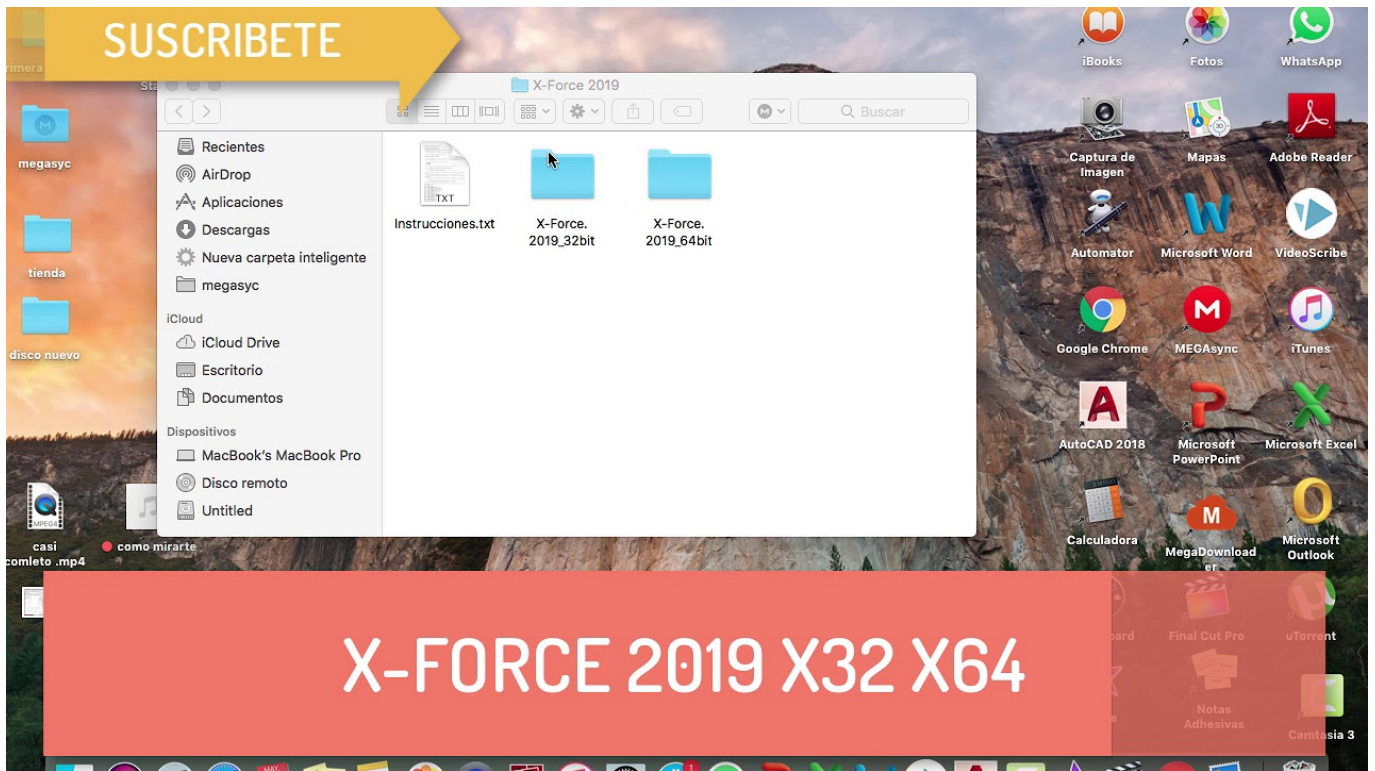 SUSCRIBETE
X-Force 2019
Buscar
Recientes
AirDrop
Aplicaciones
Descargas
Nueva carpeta inteligente
megasyc
iCloud
iCloud Drive
Escritorio
Documentos
Dispositivos
MacBook's MacBook Pro
Disco remoto
Untitled
TXT
Instrucciones.txt
X-Force.
2019_32bit
X-Force.
2019_64bit
megasyc
tienda
disco nuevo
MPEG4
casi
comleto .mp4
como mirarte
iBooks
Fotos
WhatsApp
Captura de
Imagen
Mapas
Adobe Reader
Automator
Microsoft Word
VideoScribe
Google Chrome
MEGAsync
iTunes
AutoCAD 2018
Microsoft
PowerPoint
Microsoft Excel
Calculadora
MegaDownload
er
Microsoft
Outlook
Final Cut Pro
uTorrent
Notas
Adhesivas
Camtasia 3
X-FORCE 2019 X32 X64
MAY